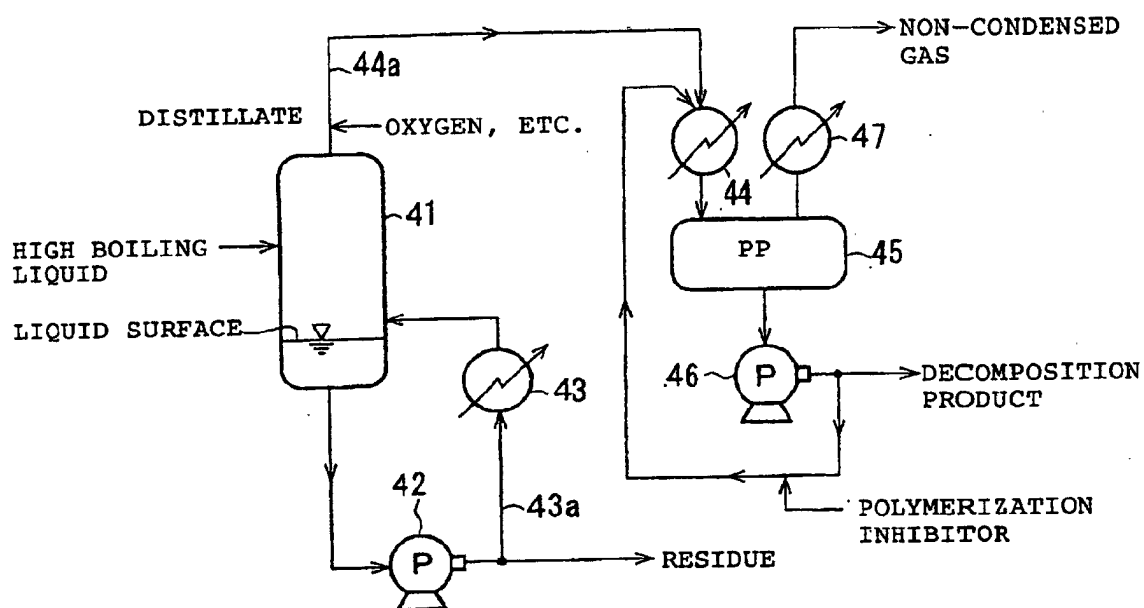 NON-CONDENSED
GAS
44a
DISTILLATE
OXYGEN, ETC.
47
44
41
HIGH BOILING
LIQUID
PP
45
LIQUID SURFACE
43
46
P
DECOMPOSITION
PRODUCT
42
43a
POLYMERIZATION
INHIBITOR
P
RESIDUE